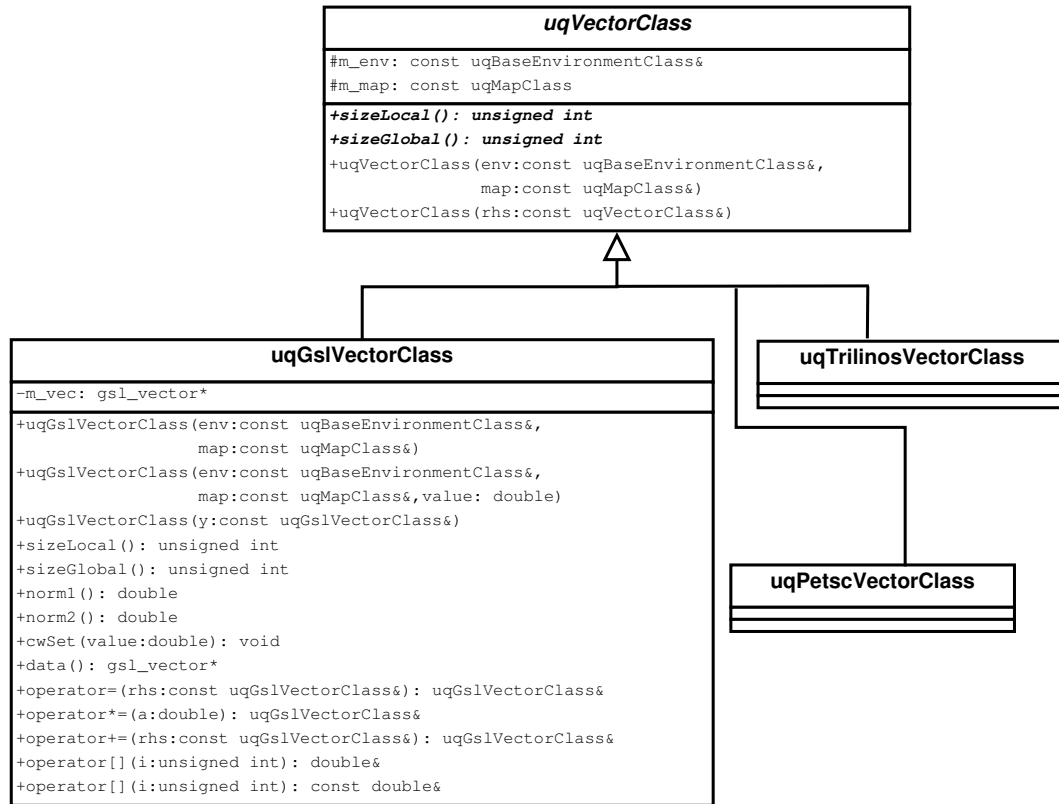 uqVectorClass
#m_env: const uqBaseEnvironmentClass&
#m_map: const uqMapClass
+sizeLocal(): unsigned int
+sizeGlobal(): unsigned int
+uqVectorClass(env:const uqBaseEnvironmentClass&,
map:const uqMapClass&)
+uqVectorClass(rhs:const uqVectorClass&)
uqGslVectorClass
-m_vec: gsl_vector*
+uqGslVectorClass(env:const uqBaseEnvironmentClass&,
map:const uqMapClass&)
+uqGslVectorClass(env:const uqBaseEnvironmentClass&,
map:const uqMapClass&,value: double)
+uqGslVectorClass(y:const uqGslVectorClass&)
+sizeLocal(): unsigned int
+sizeGlobal(): unsigned int
+norm1(): double
+norm2(): double
+cwSet(value:double): void
+data(): gsl_vector*
+operator=(rhs:const uqGslVectorClass&): uqGslVectorClass&
+operator*=(a:double): uqGslVectorClass&
+operator+=(rhs:const uqGslVectorClass&): uqGslVectorClass&
+operator[](i:unsigned int): double&
+operator[](i:unsigned int): const double&
uqTrilinosVectorClass
uqPetscVectorClass